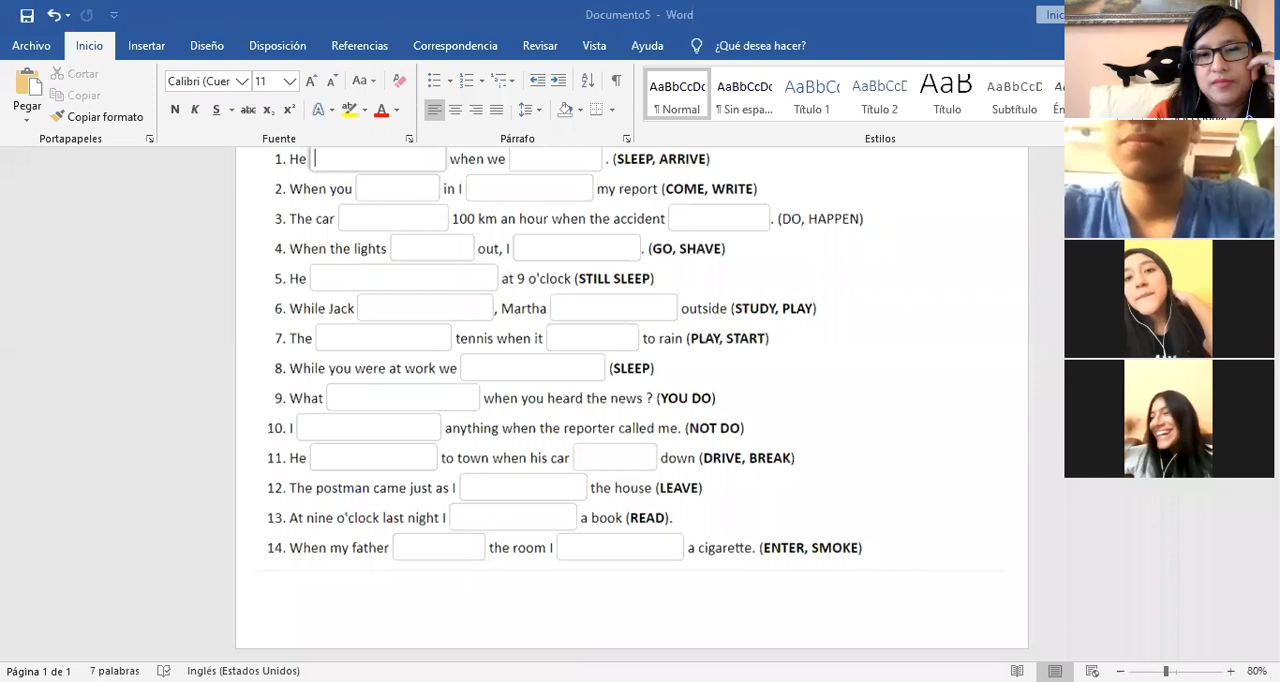 Documento5 - Word
Inic
Archivo Inicio Insertar Diseño Disposición Referencias Correspondencia Revisar Vista Ayuda ¿Qué desea hacer?
Pegar
Cortar
Copiar
Copiar formato
Portapapeles
Calibri (Cuer 11
N K S abc x₂ x²
Fuente
Párrafo
AaBbCcDc AaBbCcDc AaBbCc AaBbCcD AaB AaBbCcD
¶ Normal ¶ Sin espa... Título 1 Título 2 Título Subtítulo
Estilos
1. He when we . (SLEEP, ARRIVE)
2. When you in I my report (COME, WRITE)
3. The car 100 km an hour when the accident . (DO, HAPPEN)
4. When the lights out, I . (GO, SHAVE)
5. He at 9 o'clock (STILL SLEEP)
6. While Jack , Martha outside (STUDY, PLAY)
7. The tennis when it to rain (PLAY, START)
8. While you were at work we (SLEEP)
9. What when you heard the news ? (YOU DO)
10. I anything when the reporter called me. (NOT DO)
11. He to town when his car down (DRIVE, BREAK)
12. The postman came just as I the house (LEAVE)
13. At nine o'clock last night I a book (READ).
14. When my father the room I a cigarette. (ENTER, SMOKE)
Página 1 de 1 7 palabras Inglés (Estados Unidos) 80%